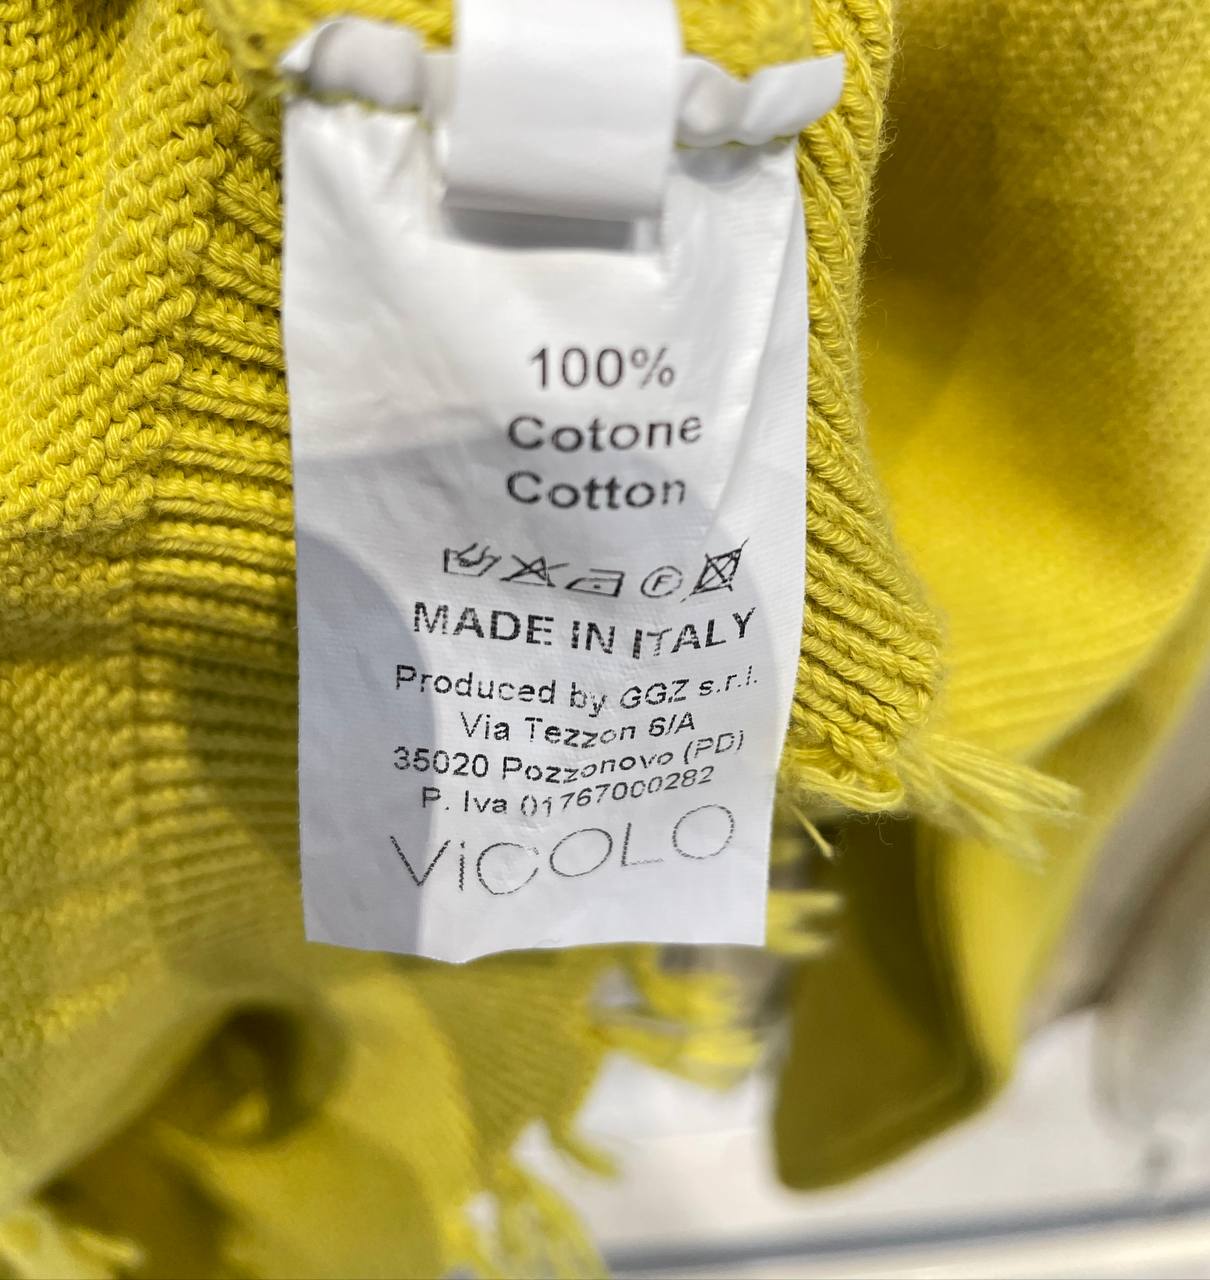 100%
Cotone
Cotton
F
MADE IN ITALY
Produced by GGZ s.r.l.
Via Tezzon 6/A
35020 Pozzonovo (PD)
P. Iva 01767000282
ViCOLO